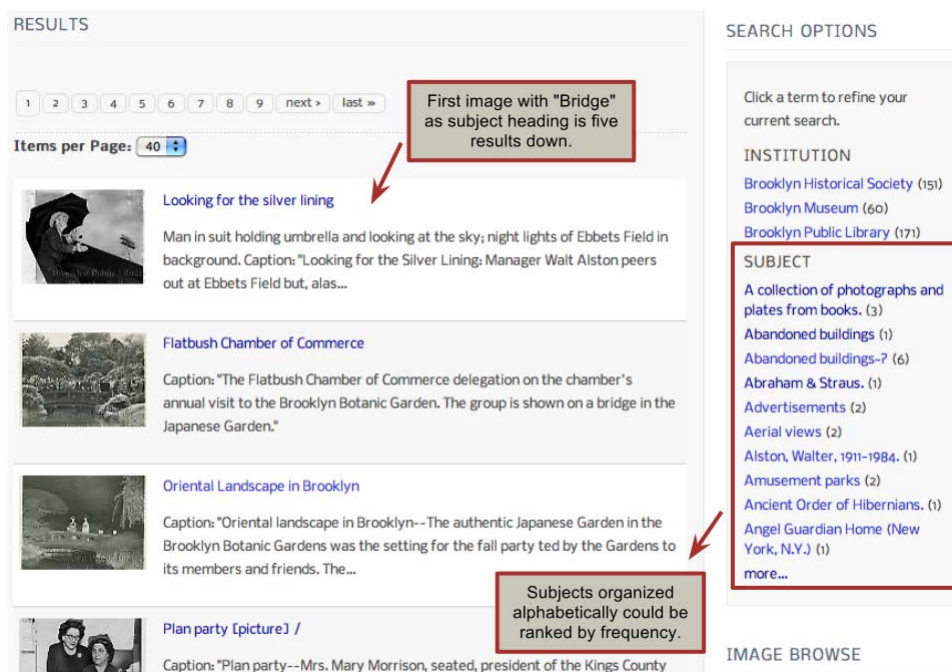 RESULTS
1 2 3 4 5 6 7 8 9 next › last »
Items per Page: 40
First image with "Bridge"
as subject heading is five
results down.
Looking for the silver lining
Man in suit holding umbrella and looking at the sky; night lights of Ebbets Field in
background. Caption: "Looking for the Silver Lining: Manager Walt Alston peers
out at Ebbets Field but, alas...
Brooklyn Public Library
Flatbush Chamber of Commerce
Caption: "The Flatbush Chamber of Commerce delegation on the chamber's
annual visit to the Brooklyn Botanic Garden. The group is shown on a bridge in the
Japanese Garden."
Oriental Landscape in Brooklyn
Caption: "Oriental landscape in Brooklyn--The authentic Japanese Garden in the
Brooklyn Botanic Gardens was the setting for the fall party ted by the Gardens to
its members and friends. The...
Plan party [picture] /
Caption: "Plan party--Mrs. Mary Morrison, seated, president of the Kings County
Subjects organized
alphabetically could be
ranked by frequency.
SEARCH OPTIONS
Click a term to refine your
current search.
INSTITUTION
Brooklyn Historical Society (151)
Brooklyn Museum (60)
Brooklyn Public Library (171)
SUBJECT
A collection of photographs and
plates from books. (3)
Abandoned buildings (1)
Abandoned buildings-? (6)
Abraham & Straus. (1)
Advertisements (2)
Aerial views (2)
Alston, Walter, 1911-1984. (1)
Amusement parks (2)
Ancient Order of Hibernians. (1)
Angel Guardian Home (New
York, N.Y.) (1)
more...
IMAGE BROWSE